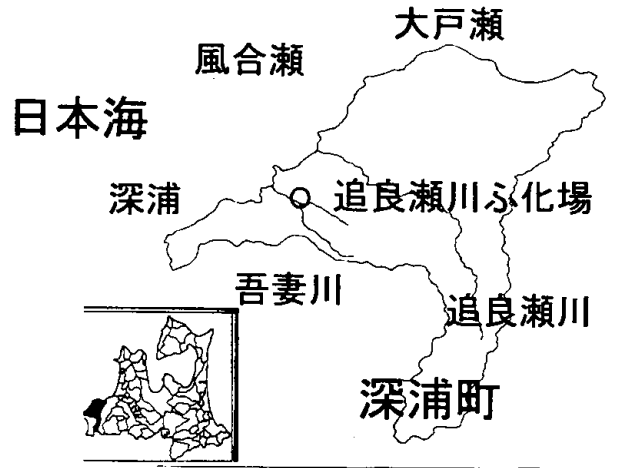 大戸瀬
風合瀬
日本海
深浦
追良瀬川ふ化場
吾妻川
追良瀬川
深浦町